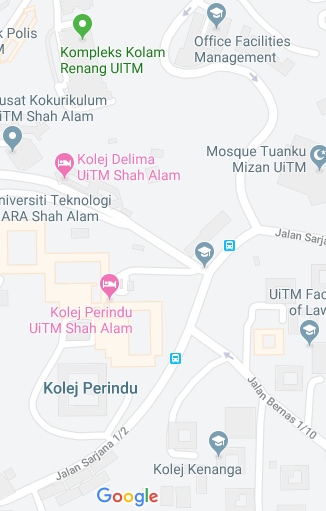 k Polis
M
Kompleks Kolam
Renang UITM
Office Facilities
Management
usat Kokurikulum
iTM Shah Alam
Kolej Delima
UiTM Shah Alam
Mosque Tuanku
Mizan UiTM
niversiti Teknologi
ARA Shah Alam
Jalan Sarja
Kolej Perindu
UiTM Shah Alam
UiTM Fac
of Law
Kolej Perindu
Jalan Bernas 1/10
Jalan Sarjana 1/2
Kolej Kenanga
Google